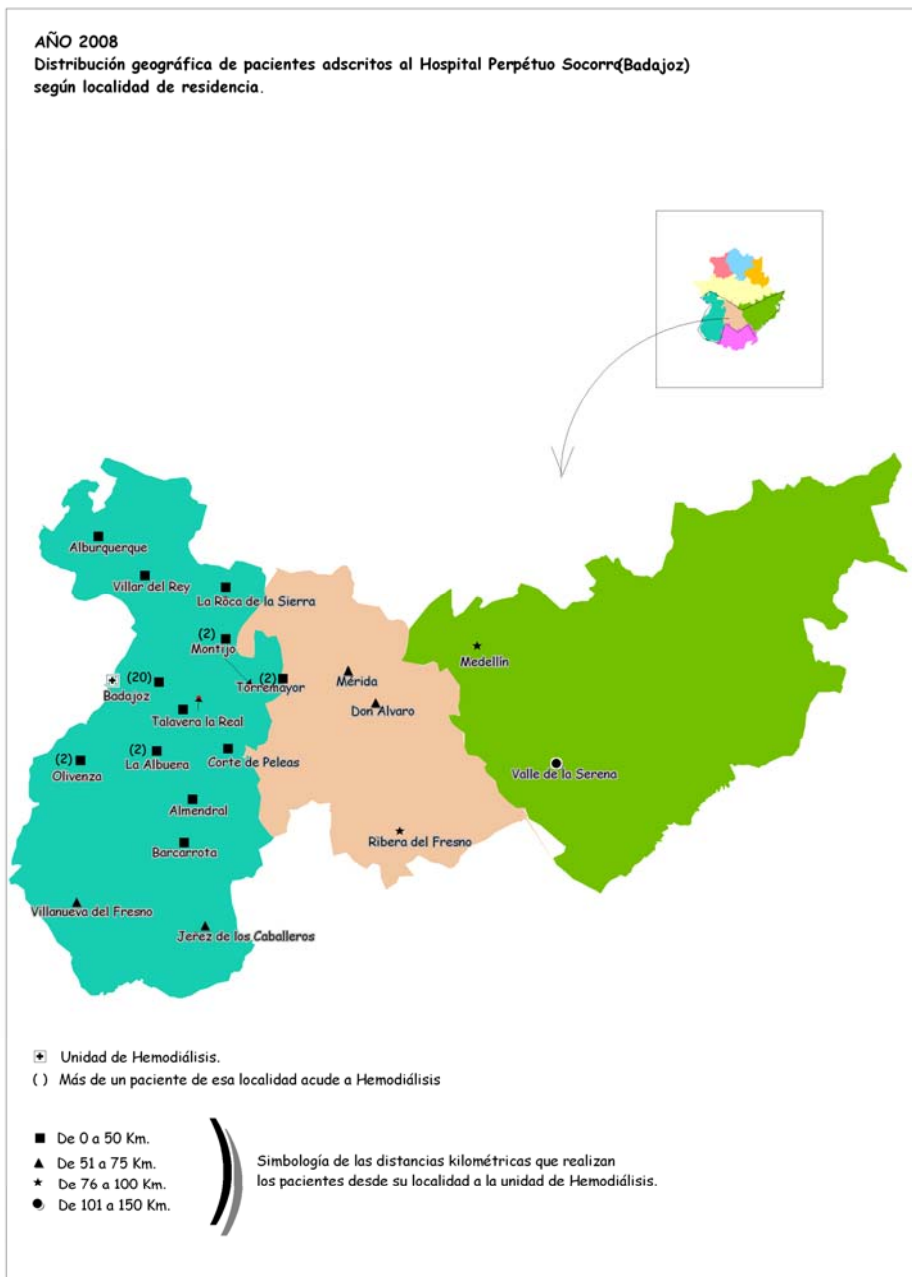 AÑO 2008
Distribución geográfica de pacientes adscritos al Hospital Perpétuo Socorro(Badajoz)
según localidad de residencia.
Alburquerque
Villar del Rey
La Rôca de la Sierra
(2)
Montijo
Medellín
(20)
Badajoz
(2)
Torremayor
Mérida
Don Alvaro
Talavera la Real
(2)
Olivenza
(2)
La Albuera
Corte de Peleas
Valle de la Serena
Almendral
Barcarrota
Ribera del Fresno
Villanueva del Fresno
Jerez de los Caballeros
Unidad de Hemodiálisis.
( ) Más de un paciente de esa localidad acude a Hemodiálisis
De 0 a 50 Km.
De 51 a 75 Km.
De 76 a 100 Km.
De 101 a 150 Km.
Simbología de las distancias kilométricas que realizan
los pacientes desde su localidad a la unidad de Hemodiálisis.